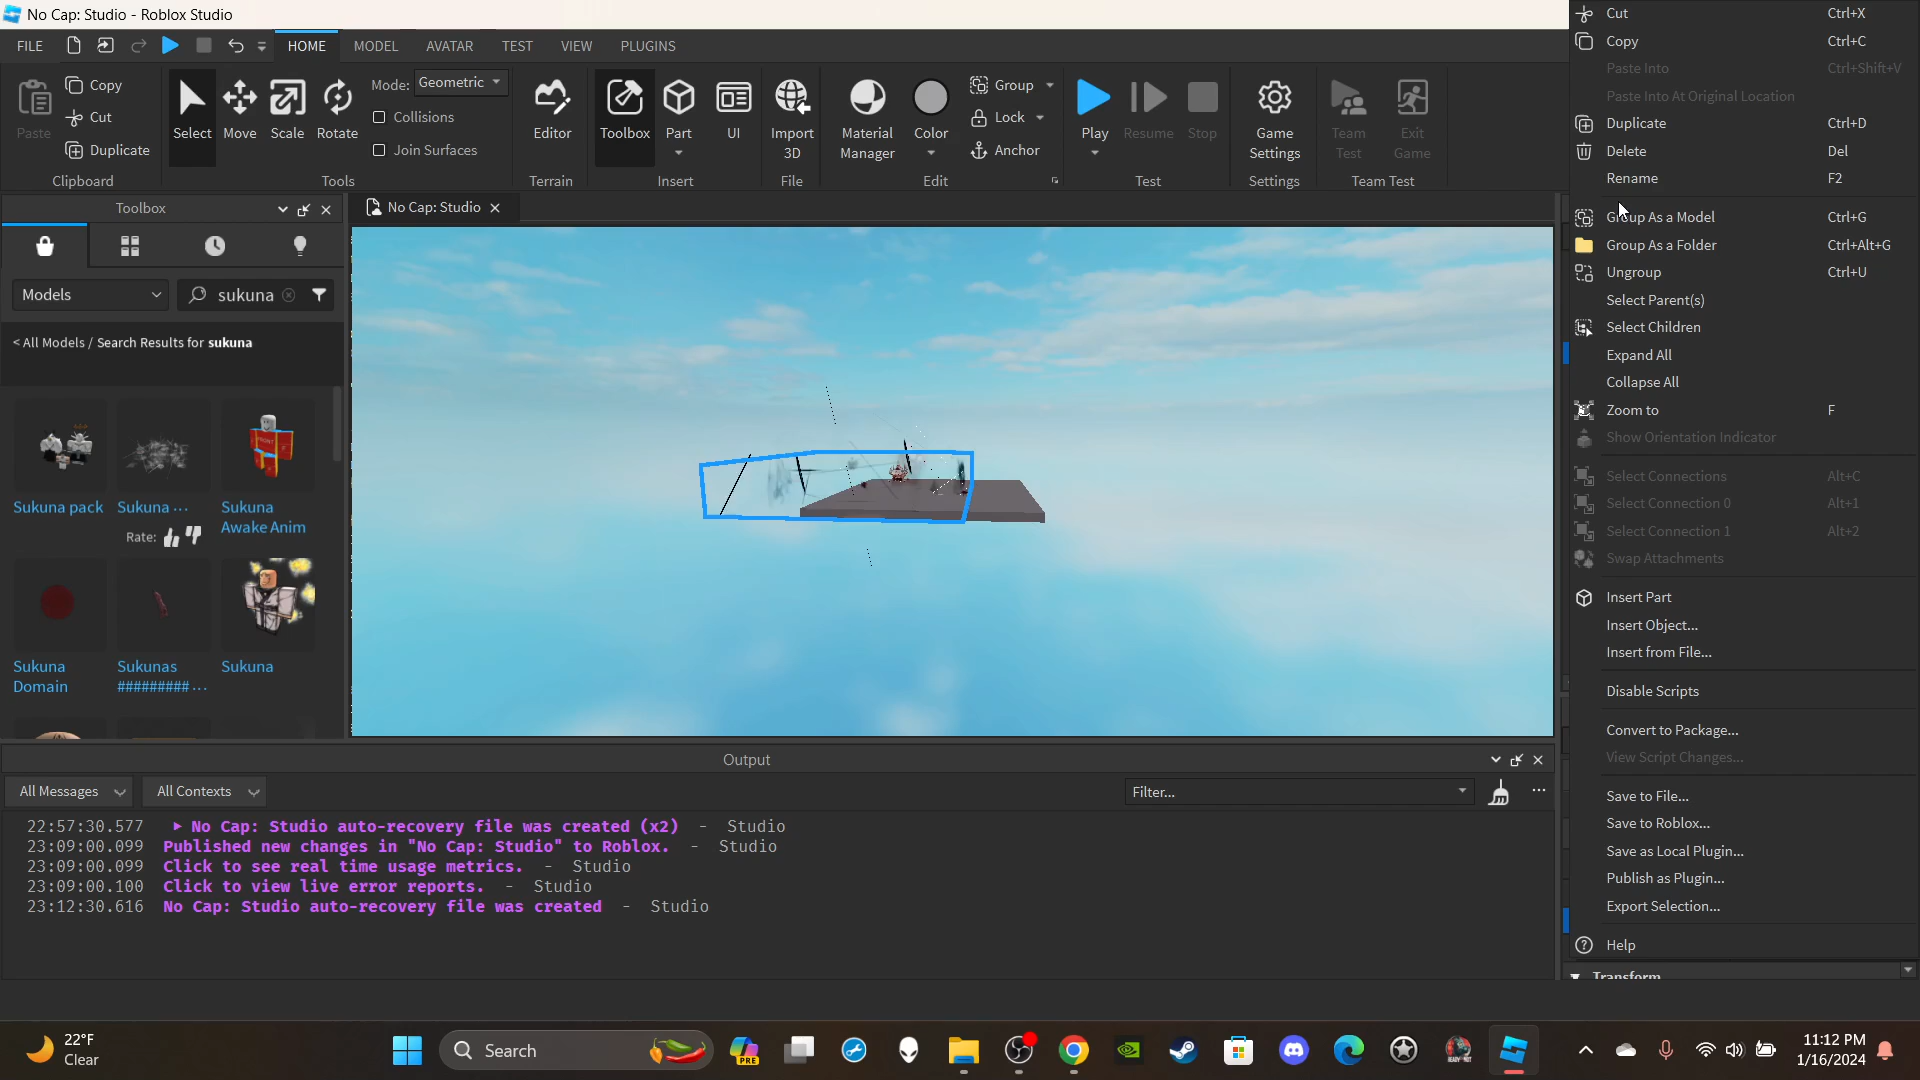 No Cap: Studio - Roblox Studio
FILE HOME MODEL AVATAR TEST VIEW PLUGINS
Paste
Copy
Cut
Duplicate
Clipboard
Select Move Scale Rotate
Mode: Geometric
Collisions
Join Surfaces
Tools
Editor
Terrain
Toolbox Part UI
Insert
Import 3D
File
Material Manager
Color
Group
Lock
Anchor
Edit
Play Resume Stop
Test
Game Settings
Settings
Team Test
Exit Game
Team Test
Toolbox
No Cap: Studio
Models
sukuna
< All Models / Search Results for sukuna
Sukuna pack
Sukuna ...
Rate:
Sukuna Awake Anim
Sukuna Domain
Sukunas ######### ...
Sukuna
Output
All Messages All Contexts Filter...
22:57:30.577 ▶ No Cap: Studio auto-recovery file was created (x2) - Studio
23:09:00.099 Published new changes in "No Cap: Studio" to Roblox. - Studio
23:09:00.099 Click to see real time usage metrics. - Studio
23:09:00.100 Click to view live error reports. - Studio
23:12:30.616 No Cap: Studio auto-recovery file was created - Studio
Cut Ctrl+X
Copy Ctrl+C
Paste Into Ctrl+Shift+V
Paste Into At Original Location
Duplicate Ctrl+D
Delete Del
Rename F2
Group As a Model Ctrl+G
Group As a Folder Ctrl+Alt+G
Ungroup Ctrl+U
Select Parent(s)
Select Children
Expand All
Collapse All
Zoom to F
Show Orientation Indicator
Select Connections Alt+C
Select Connection 0 Alt+1
Select Connection 1 Alt+2
Swap Attachments
Insert Part
Insert Object...
Insert from File...
Disable Scripts
Convert to Package...
View Script Changes...
Save to File...
Save to Roblox...
Save as Local Plugin...
Publish as Plugin...
Export Selection...
Help
Transform
22°F
Clear
Search
PRE
11:12 PM
1/16/2024